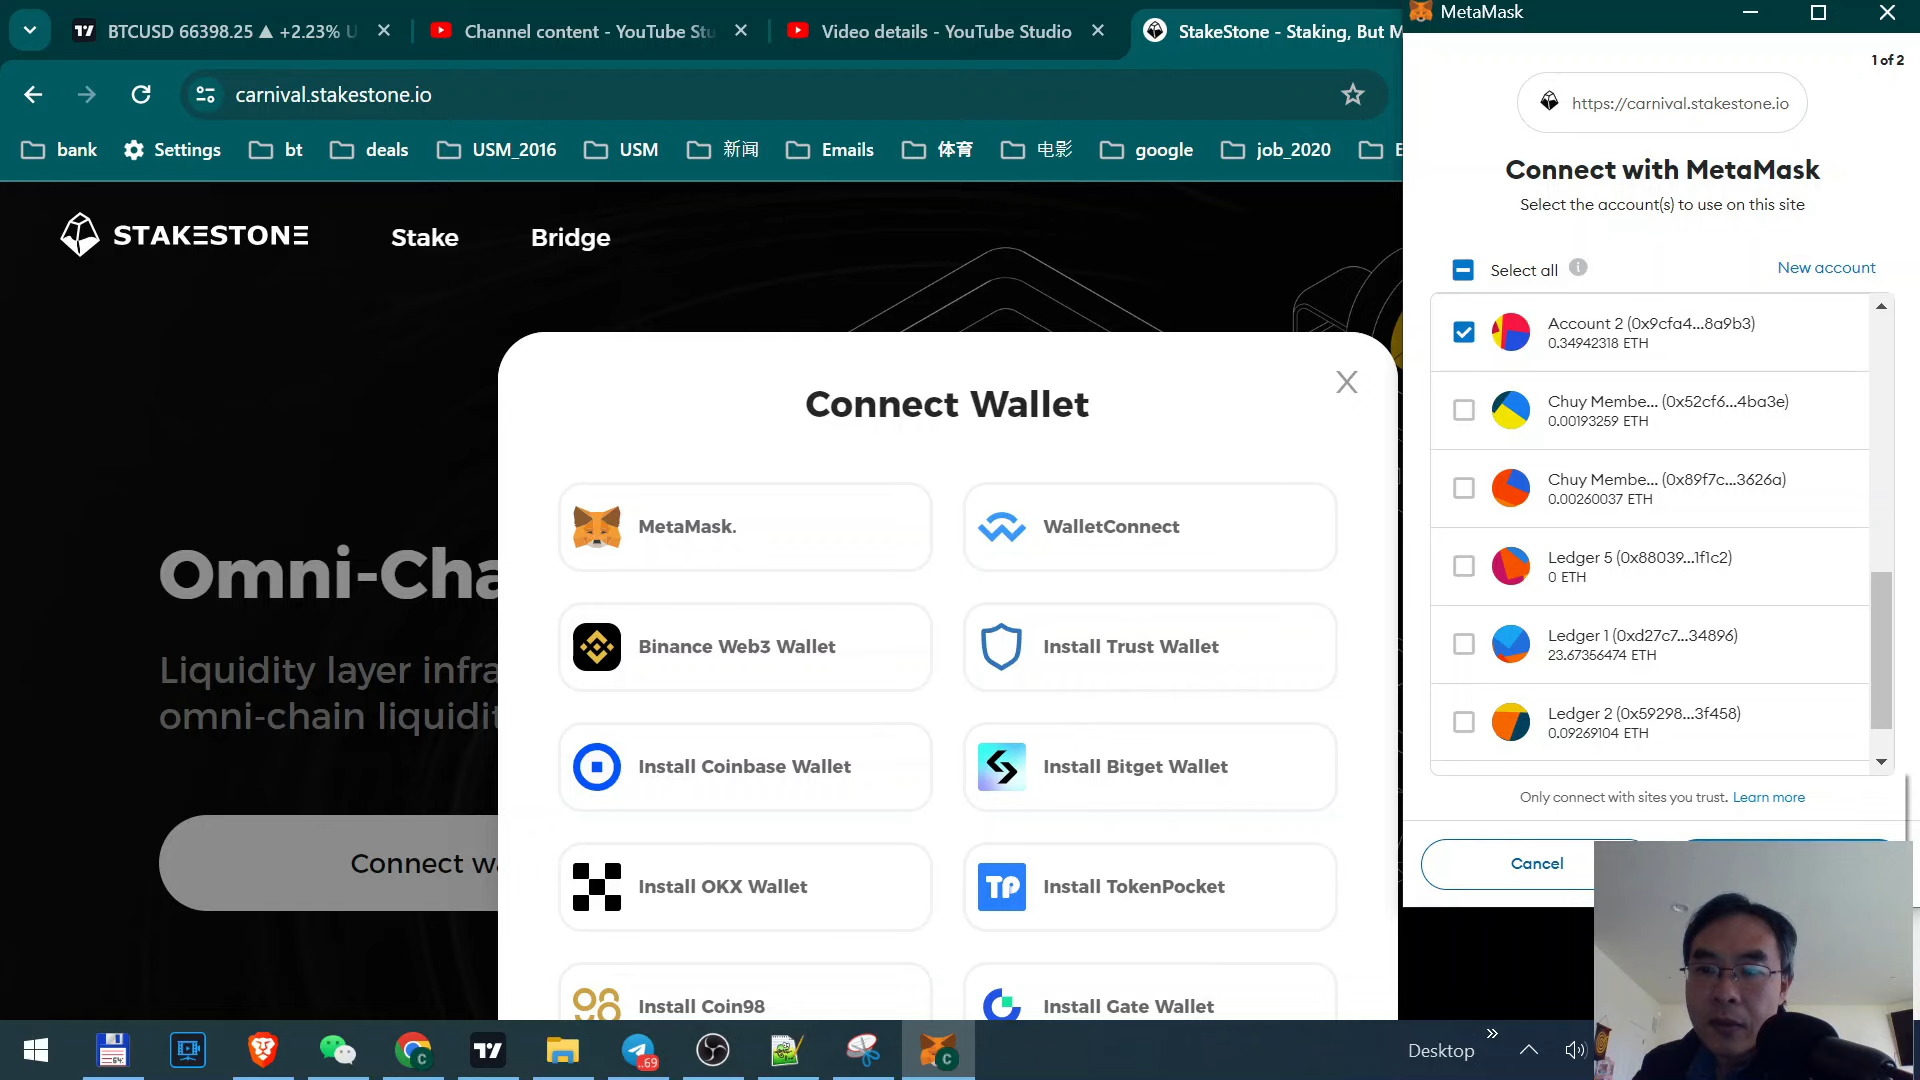 BTCUSD 66398.25 ▲ +2.23% U
Channel content - YouTube Stu
Video details - YouTube Studio
StakeStone - Staking, But M
carnival.stakestone.io
bank
Settings
bt
deals
USM_2016
USM
新闻
Emails
体育
电影
google
job_2020
E
STAKESTONE
Stake
Bridge
Omni-Cha
Liquidity layer infra
omni-chain liquidit
Connect wa
Connect Wallet
X
MetaMask.
WalletConnect
Binance Web3 Wallet
Install Trust Wallet
Install Coinbase Wallet
Install Bitget Wallet
Install OKX Wallet
TP
Install TokenPocket
Install Coin98
Install Gate Wallet
MetaMask
1 of 2
https://carnival.stakestone.io
Connect with MetaMask
Select the account(s) to use on this site
Select all
New account
Account 2 (0x9cfa4...8a9b3)
0.34942318 ETH
Chuy Membe... (0x52cf6...4ba3e)
0.00193259 ETH
Chuy Membe... (0x89f7c...3626a)
0.00260037 ETH
Ledger 5 (0x88039...1f1c2)
0 ETH
Ledger 1 (0xd27c7...34896)
23.67356474 ETH
Ledger 2 (0x59298...3f458)
0.09269104 ETH
Only connect with sites you trust. Learn more
Cancel
64
C
..69
C
Desktop